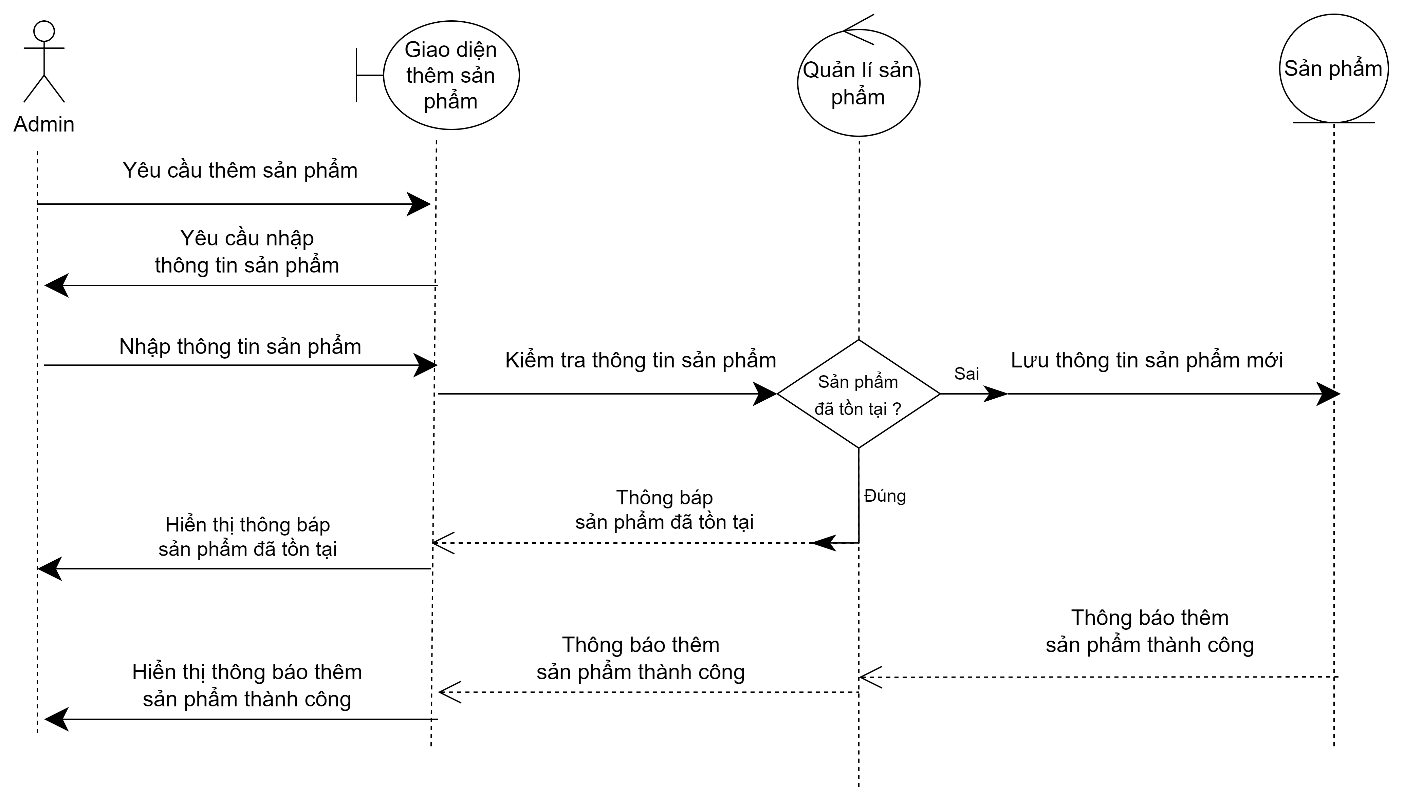 Giao diện
thêm sản
phẩm
Quản lí sản
phẩm
Sản phẩm
Admin
Yêu cầu thêm sản phẩm
Yêu cầu nhập
thông tin sản phẩm
Nhập thông tin sản phẩm
Kiểm tra thông tin sản phẩm
Sản phẩm
đã tồn tại ?
Sai
Lưu thông tin sản phẩm mới
Đúng
Thông báp
sản phẩm đã tồn tại
Hiển thị thông báp
sản phẩm đã tồn tại
Thông báo thêm
sản phẩm thành công
Thông báo thêm
sản phẩm thành công
Hiển thị thông báo thêm
sản phẩm thành công